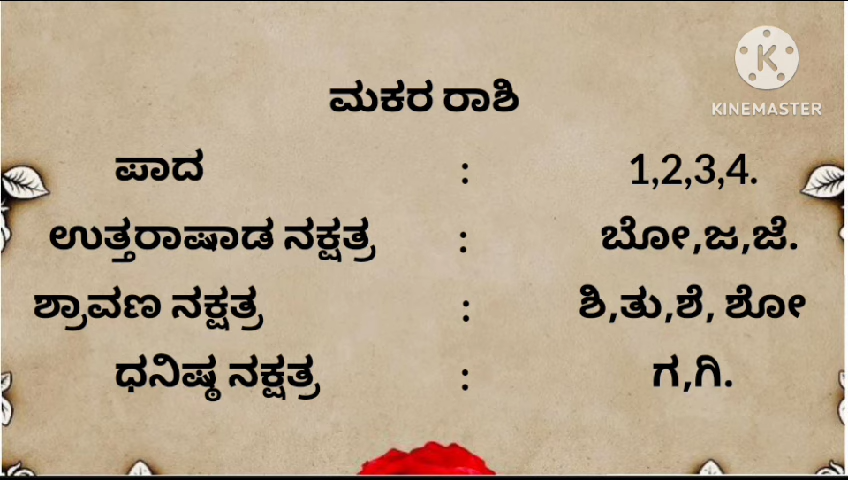 KINEMASTER
ಮಕರ ರಾಶಿ
ಪಾದ : 1,2,3,4.
ಉತ್ತರಾಷಾಡ ನಕ್ಷತ್ರ : ಬೋ,ಜ,ಜೆ.
ಶ್ರಾವಣ ನಕ್ಷತ್ರ : ಶಿ,ತು,ಶೆ, ಶೋ
ಧನಿಷ್ಠ ನಕ್ಷತ್ರ : ಗ,ಗಿ.